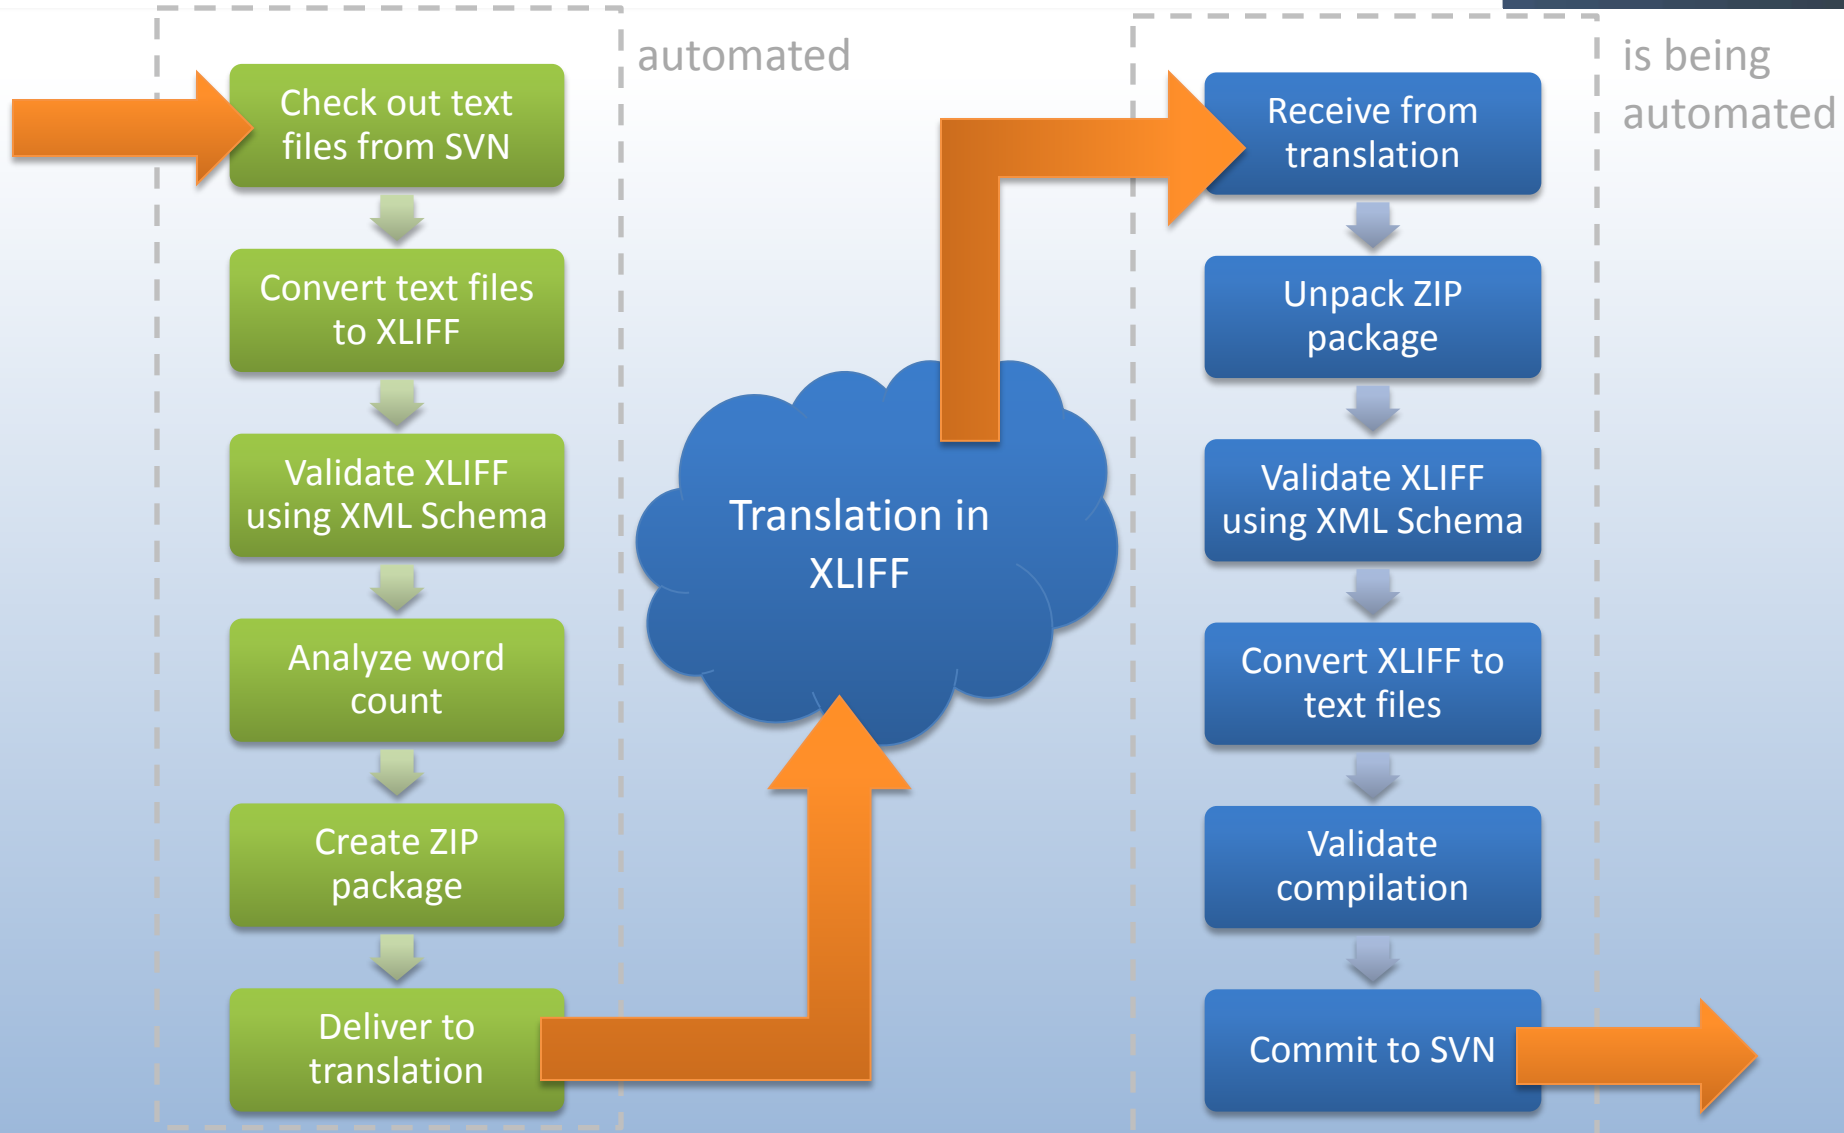 automated
Check out text
files from SVN
Convert text files
to XLIFF
Validate XLIFF
using XML Schema
Analyze word
count
Create ZIP
package
Deliver to
translation
Translation in
XLIFF
is being
automated
Receive from
translation
Unpack ZIP
package
Validate XLIFF
using XML Schema
Convert XLIFF to
text files
Validate
compilation
Commit to SVN